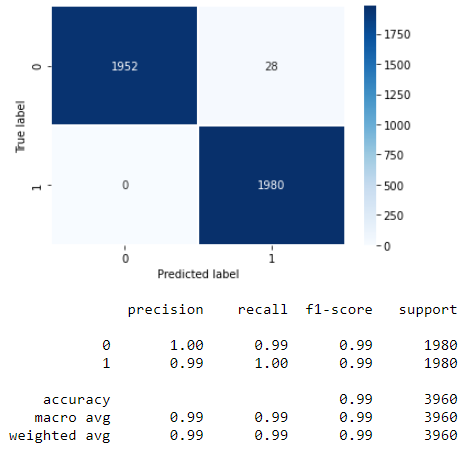 1952 28
0 1980
True label
0
1
0 1
Predicted label
1750
1500
1250
1000
750
500
250
0
precision recall f1-score support
0 1.00 0.99 0.99 1980
1 0.99 1.00 0.99 1980
accuracy 0.99 3960
macro avg 0.99 0.99 0.99 3960
weighted avg 0.99 0.99 0.99 3960